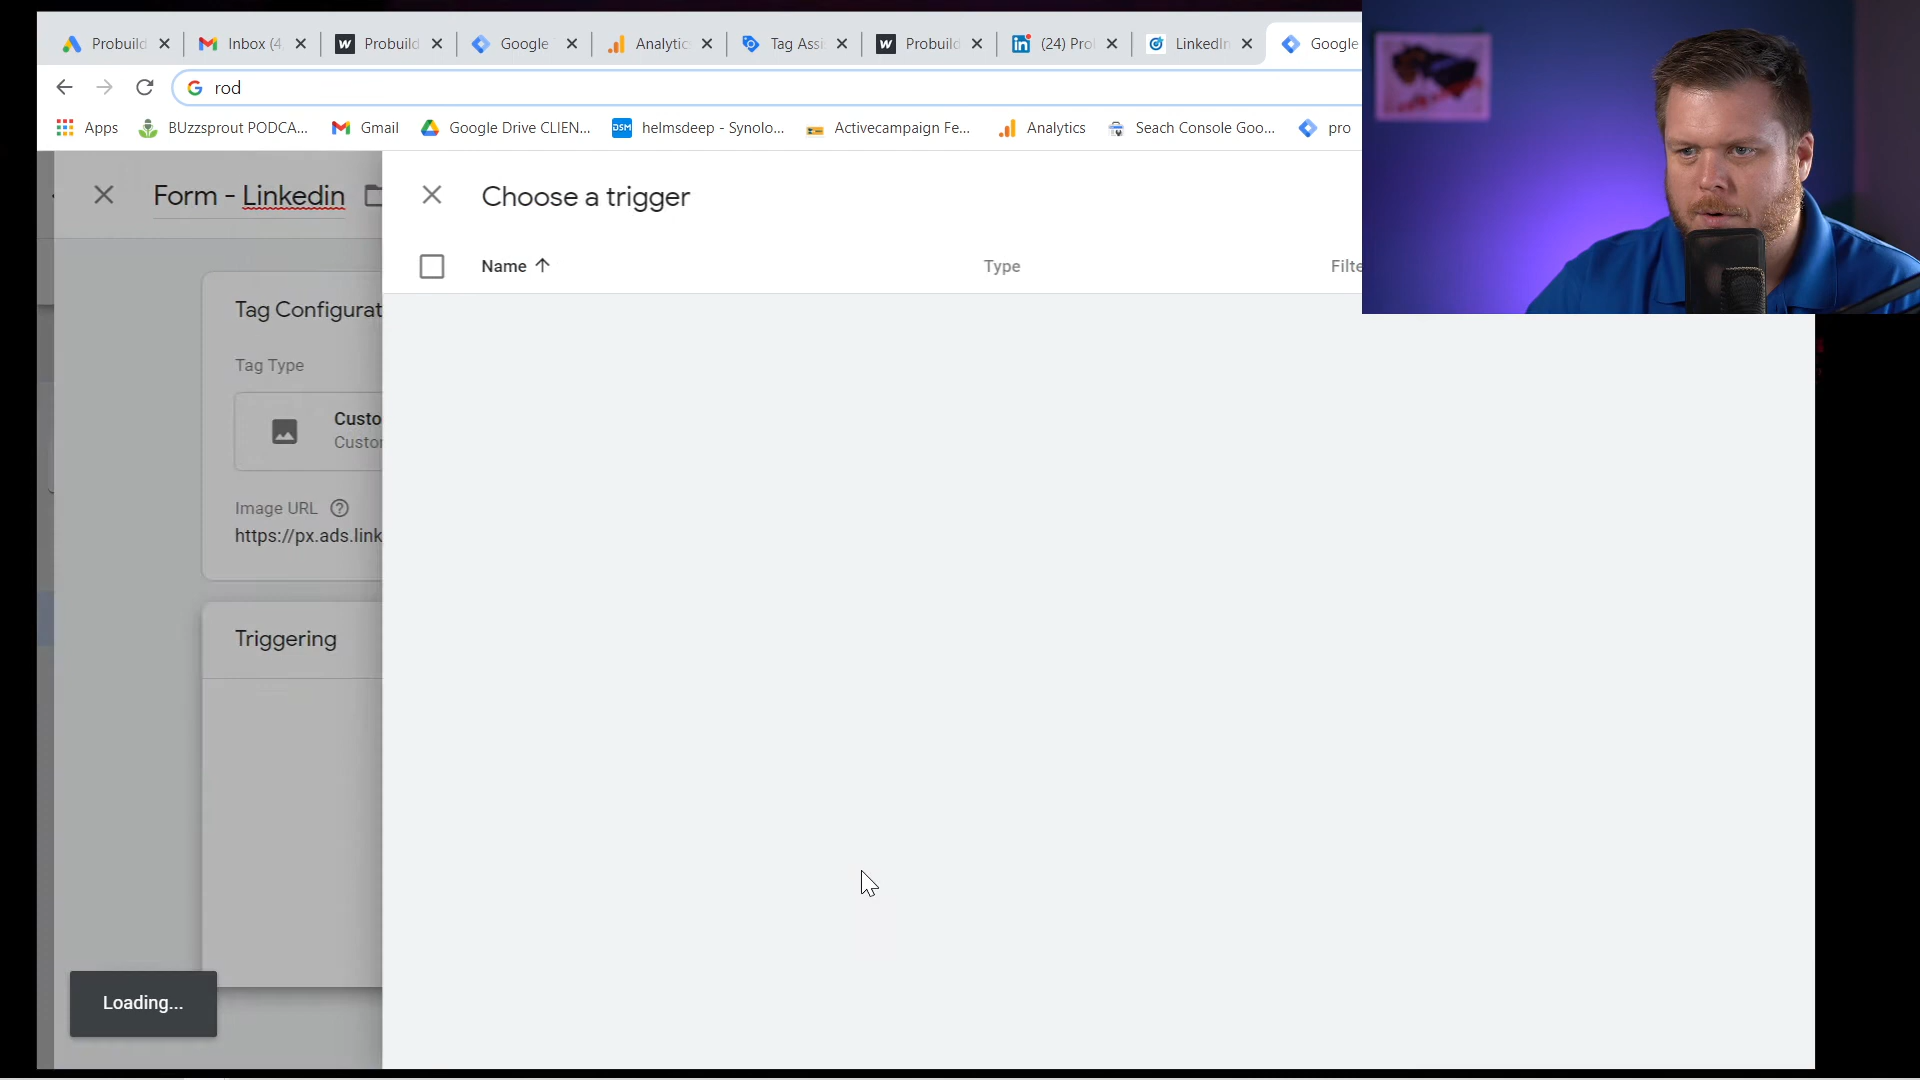 Probuild
Inbox (4
Probuild
Google
Analytic
Tag Assi
Probuild
(24) Pro
LinkedIn
Google
rod
Apps
BUzzsprout PODCA...
Gmail
Google Drive CLIEN...
DSM
helmsdeep - Synolo...
Activecampaign Fe...
Analytics
Seach Console Goo...
pro
Form - Linkedin
Choose a trigger
Name
Type
Filte
Tag Configurat
Tag Type
Custo
Custor
Image URL
https://px.ads.link
Triggering
Loading...